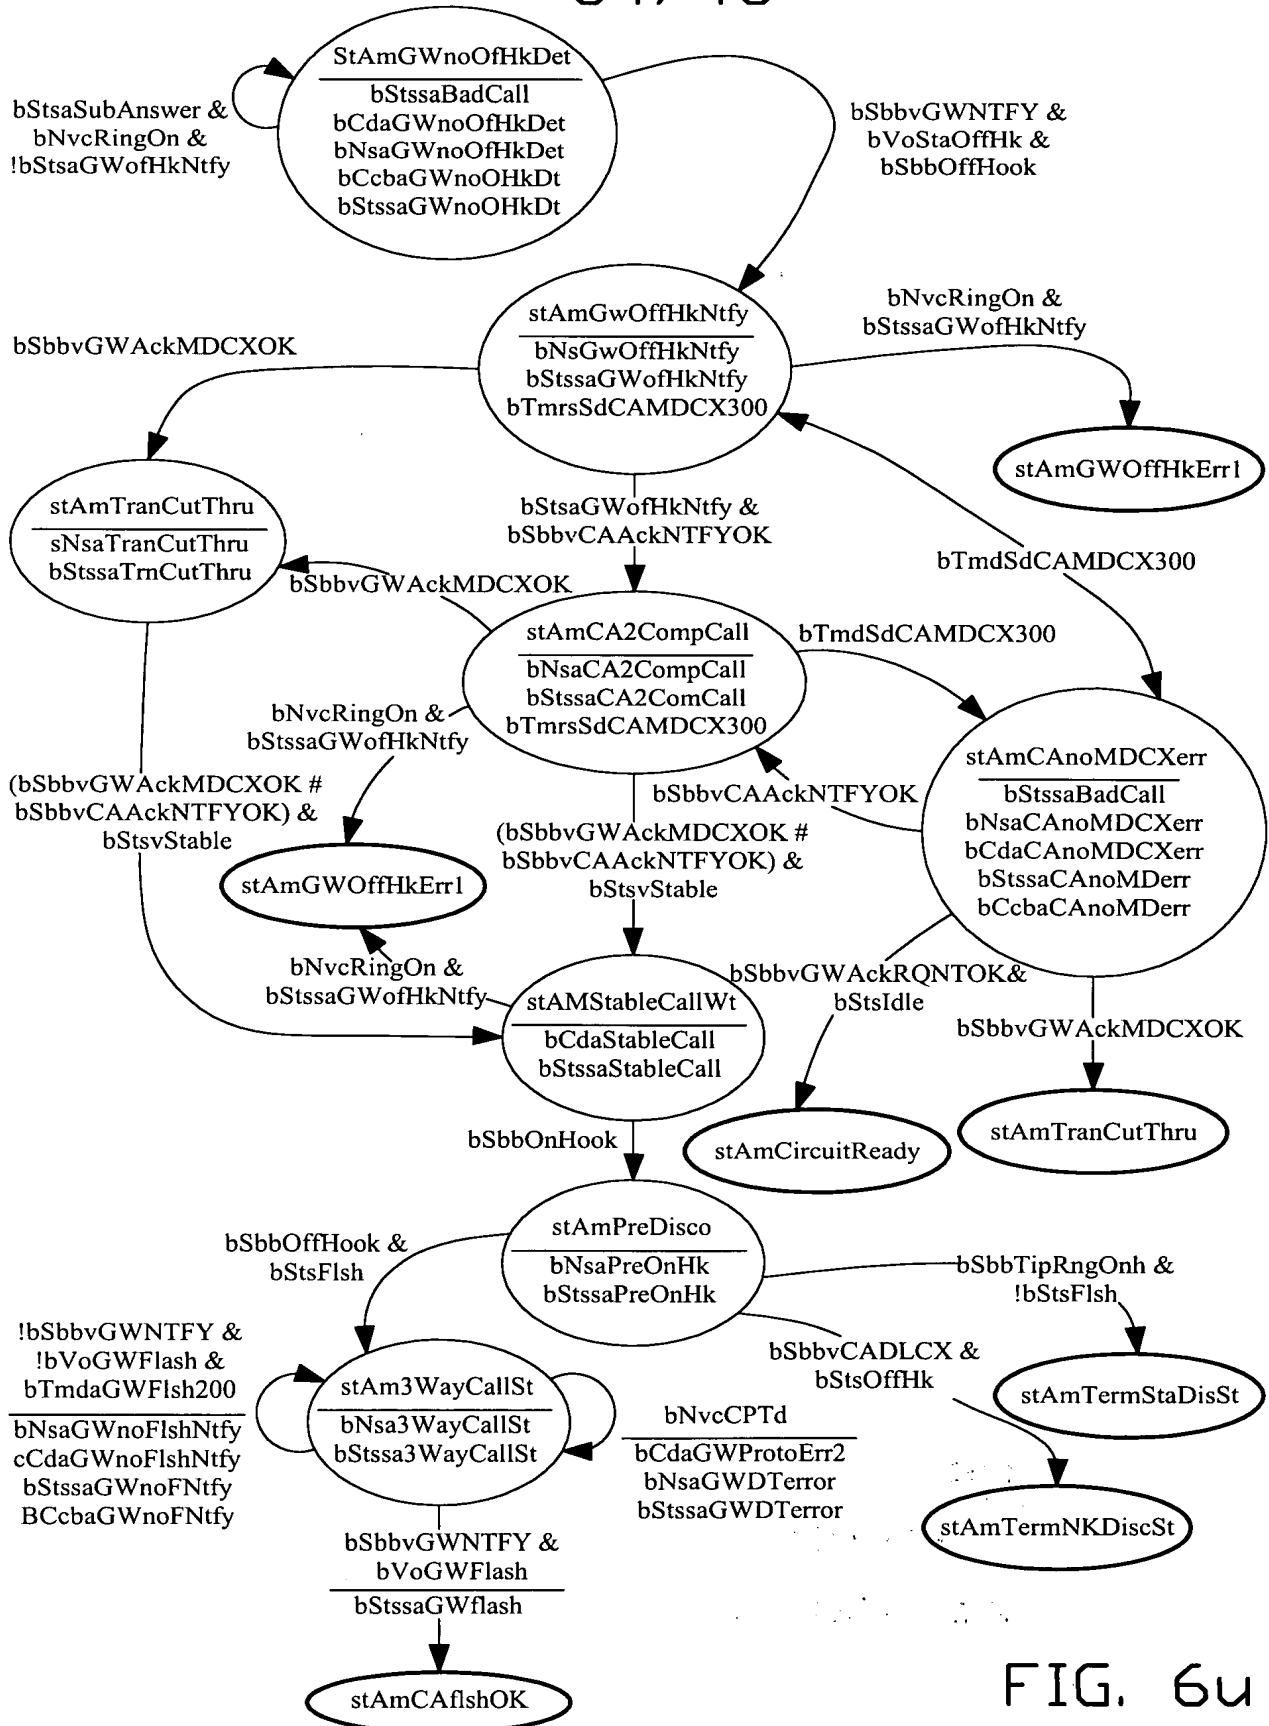 StAmGWnoOfHkDet
bStssaBadCall
bCdaGWnoOfHkDet
bNsaGWnoOfHkDet
bCcbaGWnoOHkDt
bStssaGWnoOHkDt
bStsaSubAnswer &
bNvcRingOn &
!bStsaGWofHkNtfy
bSbbvGWNTFY &
bVoStaOffHk &
bSbbOffHook
stAmGwOffHkNtfy
bNsGwOffHkNtfy
bStssaGWofHkNtfy
bTmrsSdCAMDCX300
bNvcRingOn &
bStssaGWofHkNtfy
bSbbvGWAckMDCXOK
stAmGWOffHkErr1
stAmTranCutThru
sNsaTranCutThru
bStssaTrnCutThru
bStsaGWofHkNtfy &
bSbbvCAAckNTFYOK
bTmdSdCAMDCX300
bSbbvGWAckMDCXOK
stAmCA2CompCall
bNsaCA2CompCall
bStssaCA2ComCall
bTmrsSdCAMDCX300
bTmdSdCAMDCX300
bNvcRingOn &
bStssaGWofHkNtfy
stAmCAnoMDCXerr
bStssaBadCall
bNsaCAnoMDCXerr
bCdaCAnoMDCXerr
bStssaCAnoMDerr
bCcbaCAnoMDerr
(bSbbvGWAckMDCXOK #
bSbbvCAAckNTFYOK) &
bStsvStable
bSbbvCAAckNTFYOK
(bSbbvGWAckMDCXOK #
bSbbvCAAckNTFYOK) &
bStsvStable
stAmGWOffHkErr1
bNvcRingOn &
bStssaGWofHkNtfy
stAMStableCallWt
bCdaStableCall
bStssaStableCall
bSbbvGWAckRQNTOK&
bStsIdle
bSbbvGWAckMDCXOK
stAmCircuitReady
stAmTranCutThru
bSbbOnHook
stAmPreDisco
bNsaPreOnHk
bStssaPreOnHk
bSbbOffHook &
bStsFlsh
bSbbTipRngOnh &
!bStsFlsh
bSbbvCADLCX &
bStsOffHk
stAmTermStaDisSt
!bSbbvGWNTFY &
!bVoGWFlash &
bTmdaGWFlsh200
bNsaGWnoFlshNtfy
cCdaGWnoFlshNtfy
bStssaGWnoFNtfy
BCcbaGWnoFNtfy
stAm3WayCallSt
bNsa3WayCallSt
bStssa3WayCallSt
bNvcCPTd
bCdaGWProtoErr2
bNsaGWDTerror
bStssaGWDTerror
stAmTermNKDiscSt
bSbbvGWNTFY &
bVoGWFlash
bStssaGWflash
stAmCAflshOK
FIG. 6u